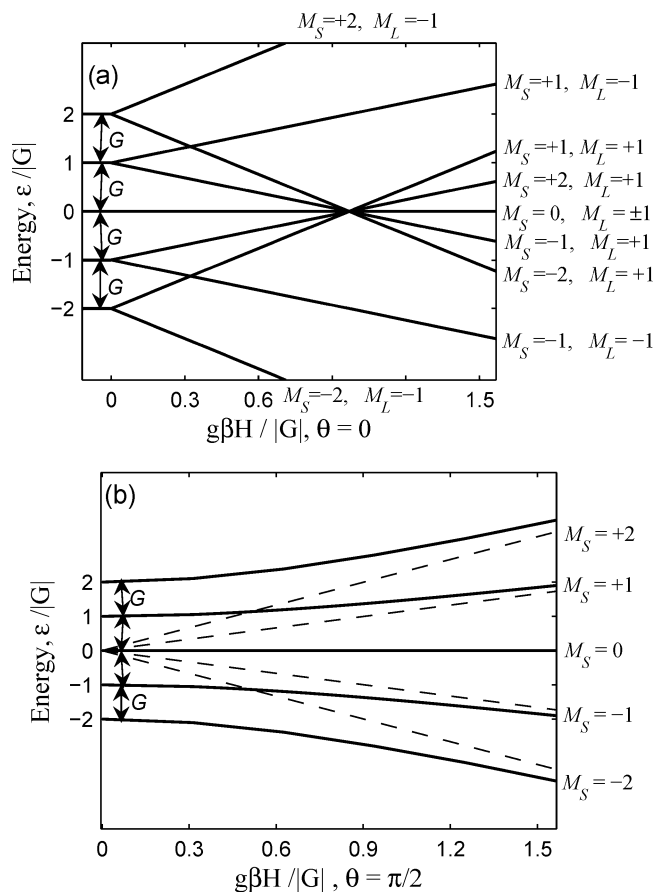 M_S=+2, M_L=−1
(a)
M_S=+1, M_L=−1
2
G
1
M_S=+1, M_L=+1
G
M_S=+2, M_L=+1
0
M_S=0, M_L=±1
G
M_S=−1, M_L=+1
−1
G
M_S=−2, M_L=+1
−2
M_S=−1, M_L=−1
Energy, ε/|G|
M_S=−2, M_L=−1
0 0.3 0.6 1.5
gβH / |G|, θ = 0
(b)
M_S = +2
2
G
1
M_S = +1
0
M_S = 0
−1
G
M_S = −1
−2
M_S = −2
Energy, ε/|G|
0 0.3 0.6 0.9 1.2 1.5
gβH /|G| , θ = π/2